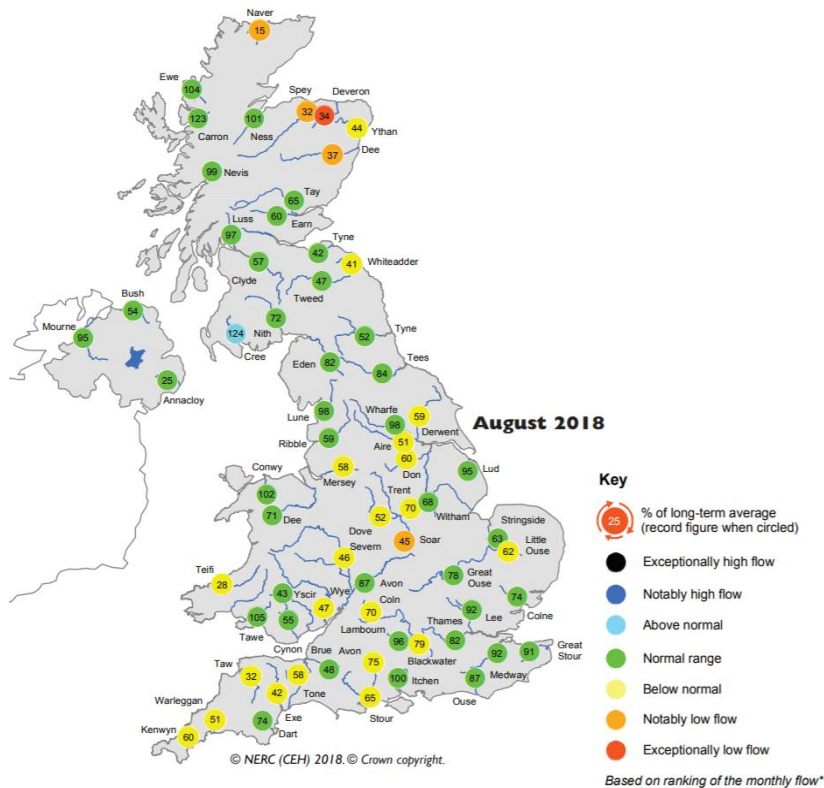 Naver
15
Ewe
104
Spey
Deveron
32
34
123
101
44
Ythan
Carron
Ness
37
Dee
99
Nevis
Tay
65
Luss
60
Earn
97
Tyne
42
57
41
Whiteadder
Clyde
47
Tweed
Bush
54
72
Mourne
95
124
Nith
52
Tyne
Cree
Tees
Eden
82
84
25
Annacloy
Lune
98
Wharfe
59
98
Derwent
August 2018
Ribble
59
Aire
51
60
Don
58
Mersey
95
Lud
Conwy
102
Trent
68
70
Witham
71
Dee
52
Dove
Stringside
45
Soar
63
Little
Ouse
62
Severn
46
Teifi
28
87
Avon
78
Great
Ouse
43
Yscir
Wye
47
Coln
70
74
Colne
92
Lee
105
55
Thames
Tawe
Cynon
Lambourn
96
79
82
Blackwater
92
91
Great
Stour
Medway
Brue
48
Avon
75
100
Itchen
87
Ouse
Taw
32
58
Tone
42
65
Stour
Exe
Warleggan
51
74
Dart
Kenwyn
60
© NERC (CEH) 2018. © Crown copyright.
Key
25
% of long-term average
(record figure when circled)
Exceptionally high flow
Notably high flow
Above normal
Normal range
Below normal
Notably low flow
Exceptionally low flow
Based on ranking of the monthly flow*